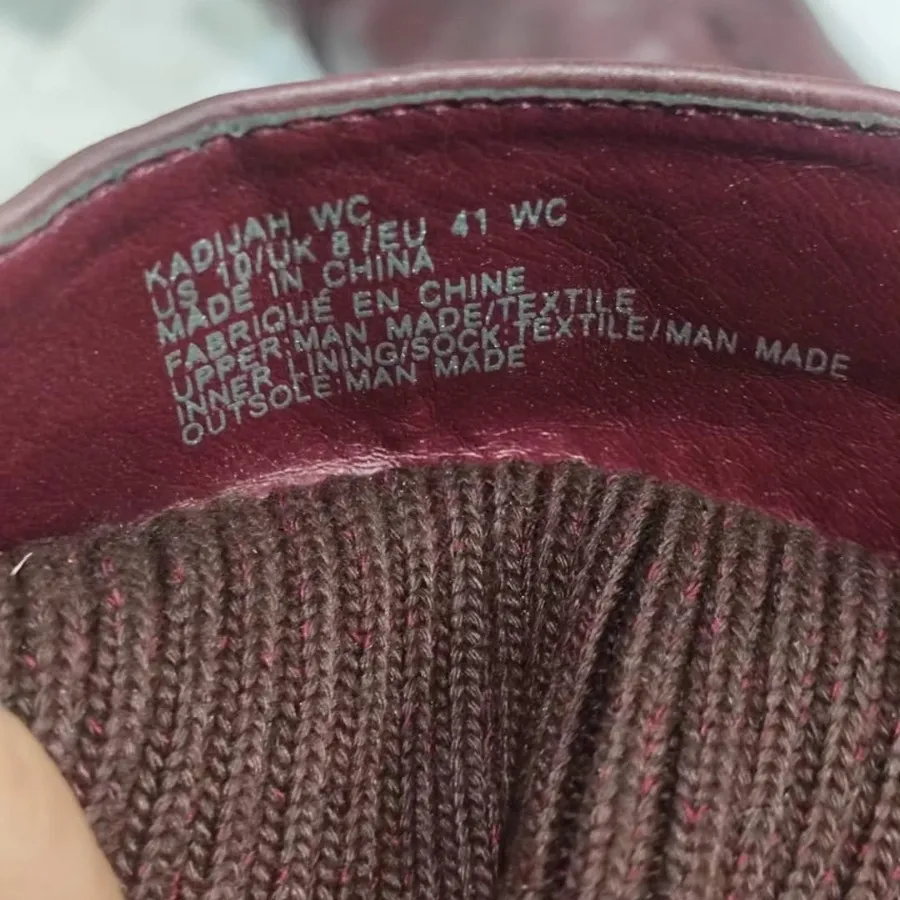 KADIJAH WC
US 10/UK 8/EU 41 WC
MADE IN CHINA
FABRIQUÉ EN CHINE
UPPER:MAN MADE/TEXTILE
INNER LINING/SOCK:TEXTILE/MAN MADE
OUTSOLE:MAN MADE